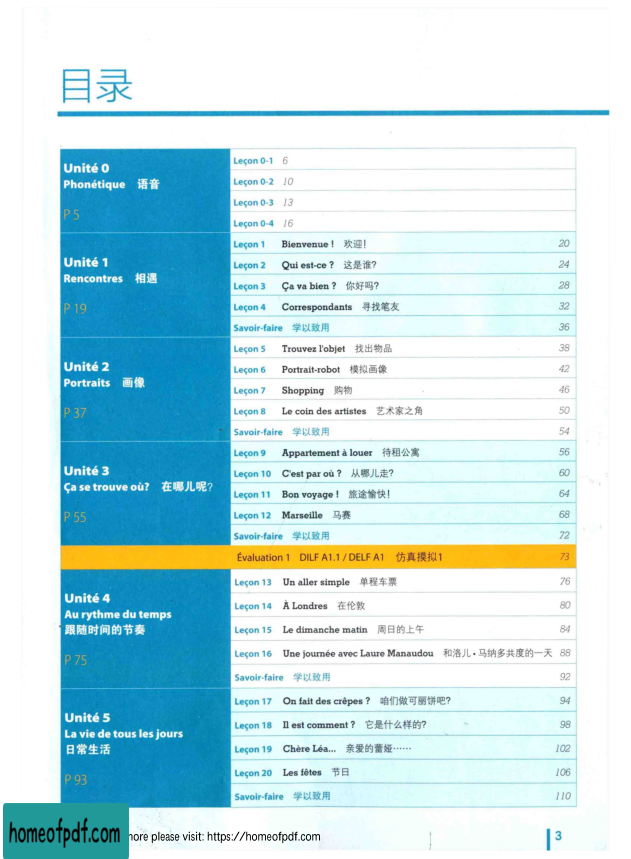 目录
Unité 0
Phonétique 语音
P 5
Leçon 0-1 6
Leçon 0-2 10
Leçon 0-3 13
Leçon 0-4 16
Unité 1
Rencontres 相遇
P 19
Leçon 1 Bienvenue ! 欢迎! 20
Leçon 2 Qui est-ce ? 这是谁? 24
Leçon 3 Ça va bien ? 你好吗? 28
Leçon 4 Correspondants 寻找笔友 32
Savoir-faire 学以致用 36
Unité 2
Portraits 画像
P 37
Leçon 5 Trouvez l'objet 找出物品 38
Leçon 6 Portrait-robot 模拟画像 42
Leçon 7 Shopping 购物 46
Leçon 8 Le coin des artistes 艺术家之角 50
Savoir-faire 学以致用 54
Unité 3
Ça se trouve où? 在哪儿呢?
P 55
Leçon 9 Appartement à louer 待租公寓 56
Leçon 10 C'est par où ? 从哪儿走? 60
Leçon 11 Bon voyage ! 旅途愉快! 64
Leçon 12 Marseille 马赛 68
Savoir-faire 学以致用 72
Évaluation 1 DILF A1.1 / DELF A1 仿真摸拟1 73
Unité 4
Au rythme du temps
跟随时间的节奏
P 75
Leçon 13 Un aller simple 单程车票 76
Leçon 14 À Londres 在伦敦 80
Leçon 15 Le dimanche matin 周日的上午 84
Leçon 16 Une journée avec Laure Manaudou 和洛儿·马纳多共度的一天 88
Savoir-faire 学以致用 92
Unité 5
La vie de tous les jours
日常生活
P 93
Leçon 17 On fait des crêpes ? 咱们做可丽饼吧? 94
Leçon 18 Il est comment ? 它是什么样的? 98
Leçon 19 Chère Léa... 亲爱的蕾娅…… 102
Leçon 20 Les fêtes 节日 106
Savoir-faire 学以致用 110
homeofpdf.com
more please visit: https://homeofpdf.com
3